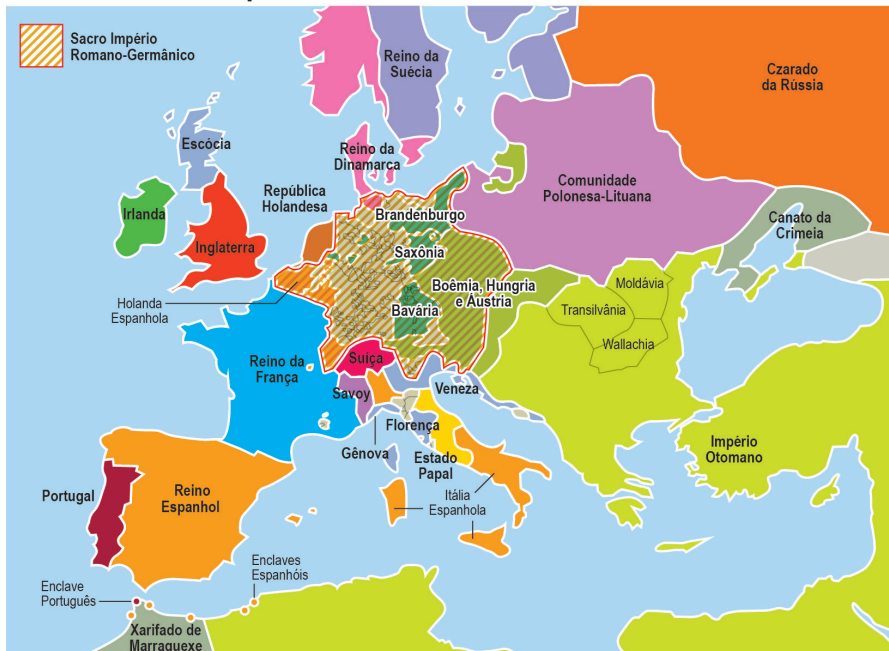 Sacro Império
Romano-Germânico
Reino da
Suécia
Czarado
da Rússia
Escócia
Reino da
Dinamarca
República
Holandesa
Comunidade
Polonesa-Lituana
Irlanda
Inglaterra
Brandenburgo
Canato da
Crimeia
Saxônia
Holanda
Espanhola
Boêmia, Hungria
e Áustria
Moldávia
Transilvânia
Bavária
Wallachia
Reino da
França
Suíça
Savoy
Veneza
Florença
Gênova
Estado
Papal
Império
Otomano
Portugal
Reino
Espanhol
Itália
Espanhola
Enclave
Português
Enclaves
Espanhóis
Xarifado de
Marraquexe